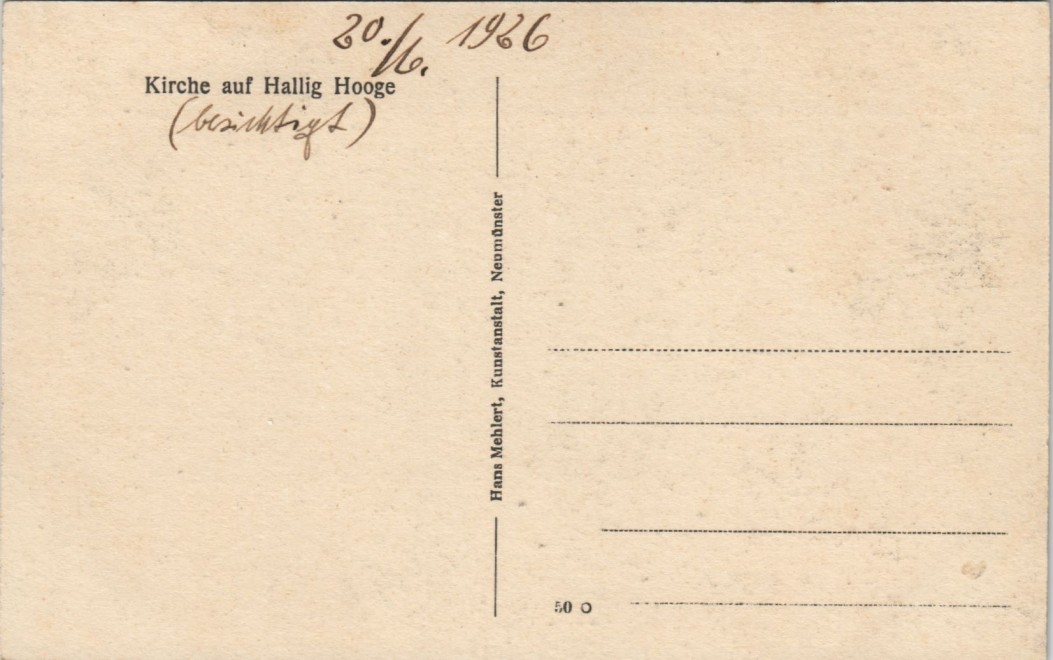 20./6. 1926
Kirche auf Hallig Hooge
(besichtigt)
Hans Mehlert, Kunstanstalt, Neumünster
50 O